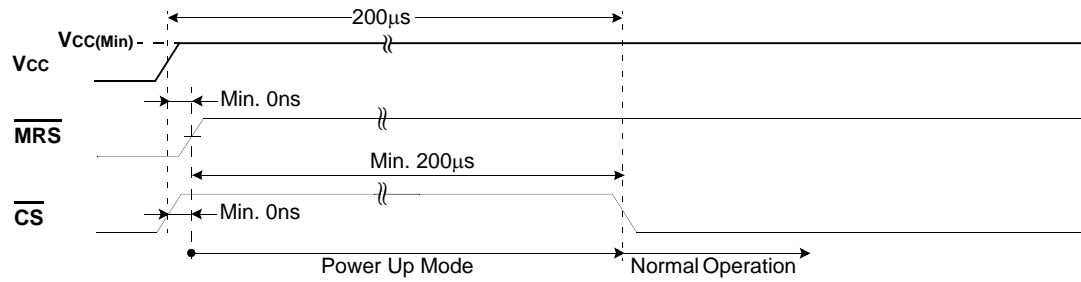 200μs
VCC(Min)
VCC
Min. 0ns
MRS
Min. 200μs
CS
Min. 0ns
Power Up Mode
Normal Operation